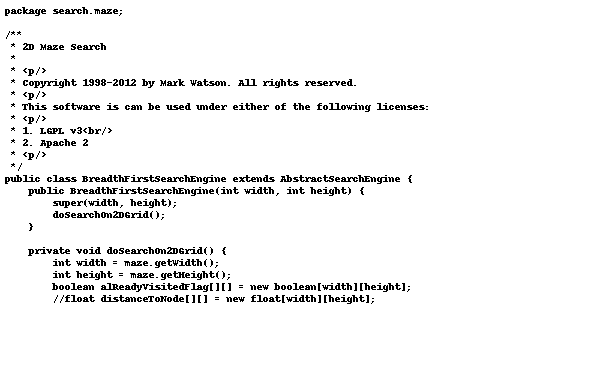 package search.maze;

/**
 * 2D Maze Search
 *
 * <p/>
 * Copyright 1998-2012 by Mark Watson. All rights reserved.
 * <p/>
 * This software is can be used under either of the following licenses:
 * <p/>
 * 1. LGPL v3<br/>
 * 2. Apache 2
 * <p/>
 */
public class BreadthFirstSearchEngine extends AbstractSearchEngine {
    public BreadthFirstSearchEngine(int width, int height) {
        super(width, height);
        doSearchOn2DGrid();
    }

    private void doSearchOn2DGrid() {
        int width = maze.getWidth();
        int height = maze.getHeight();
        boolean alReadyVisitedFlag[][] = new boolean[width][height];
        //float distanceToNode[][] = new float[width][height];